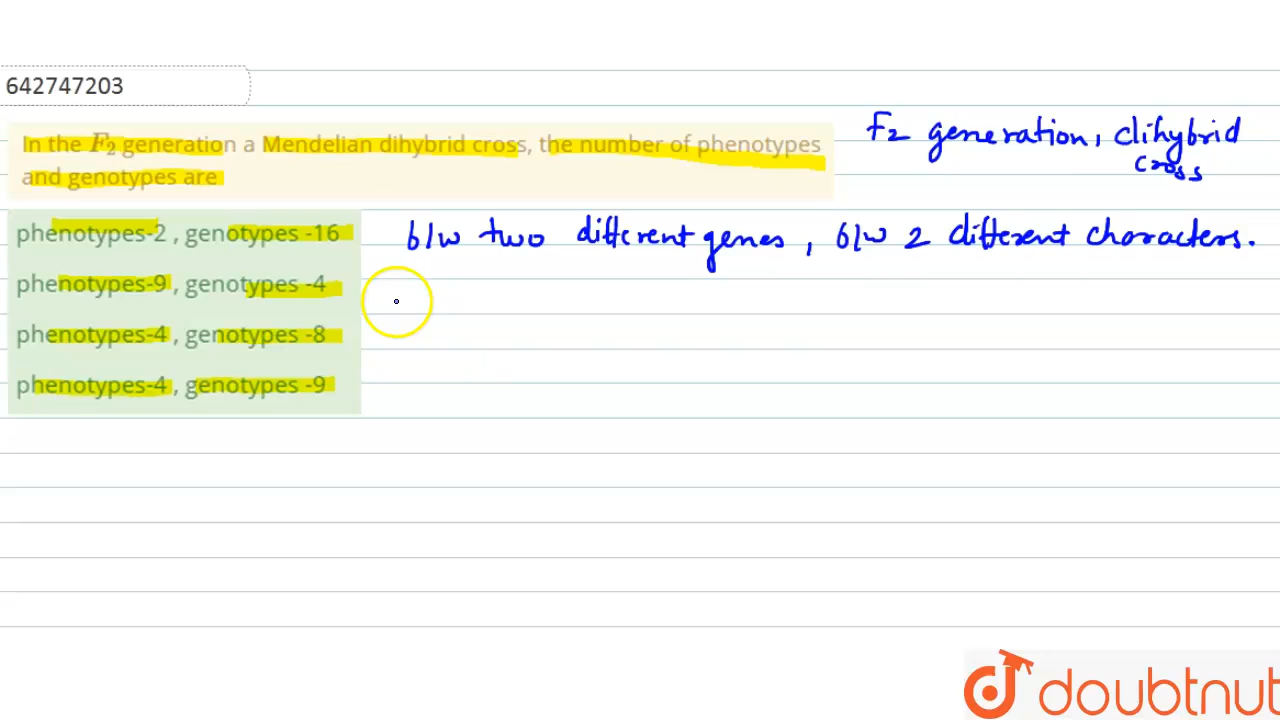 642747203
In the F2 generation a Mendelian dihybrid cross, the number of phenotypes
and genotypes are
F2 generation, dihybrid
cross
phenotypes-2 , genotypes -16
b/w two different genes, b/w 2 different characters.
phenotypes-9 , genotypes -4
phenotypes-4 , genotypes -8
phenotypes-4 , genotypes -9
doubtnut